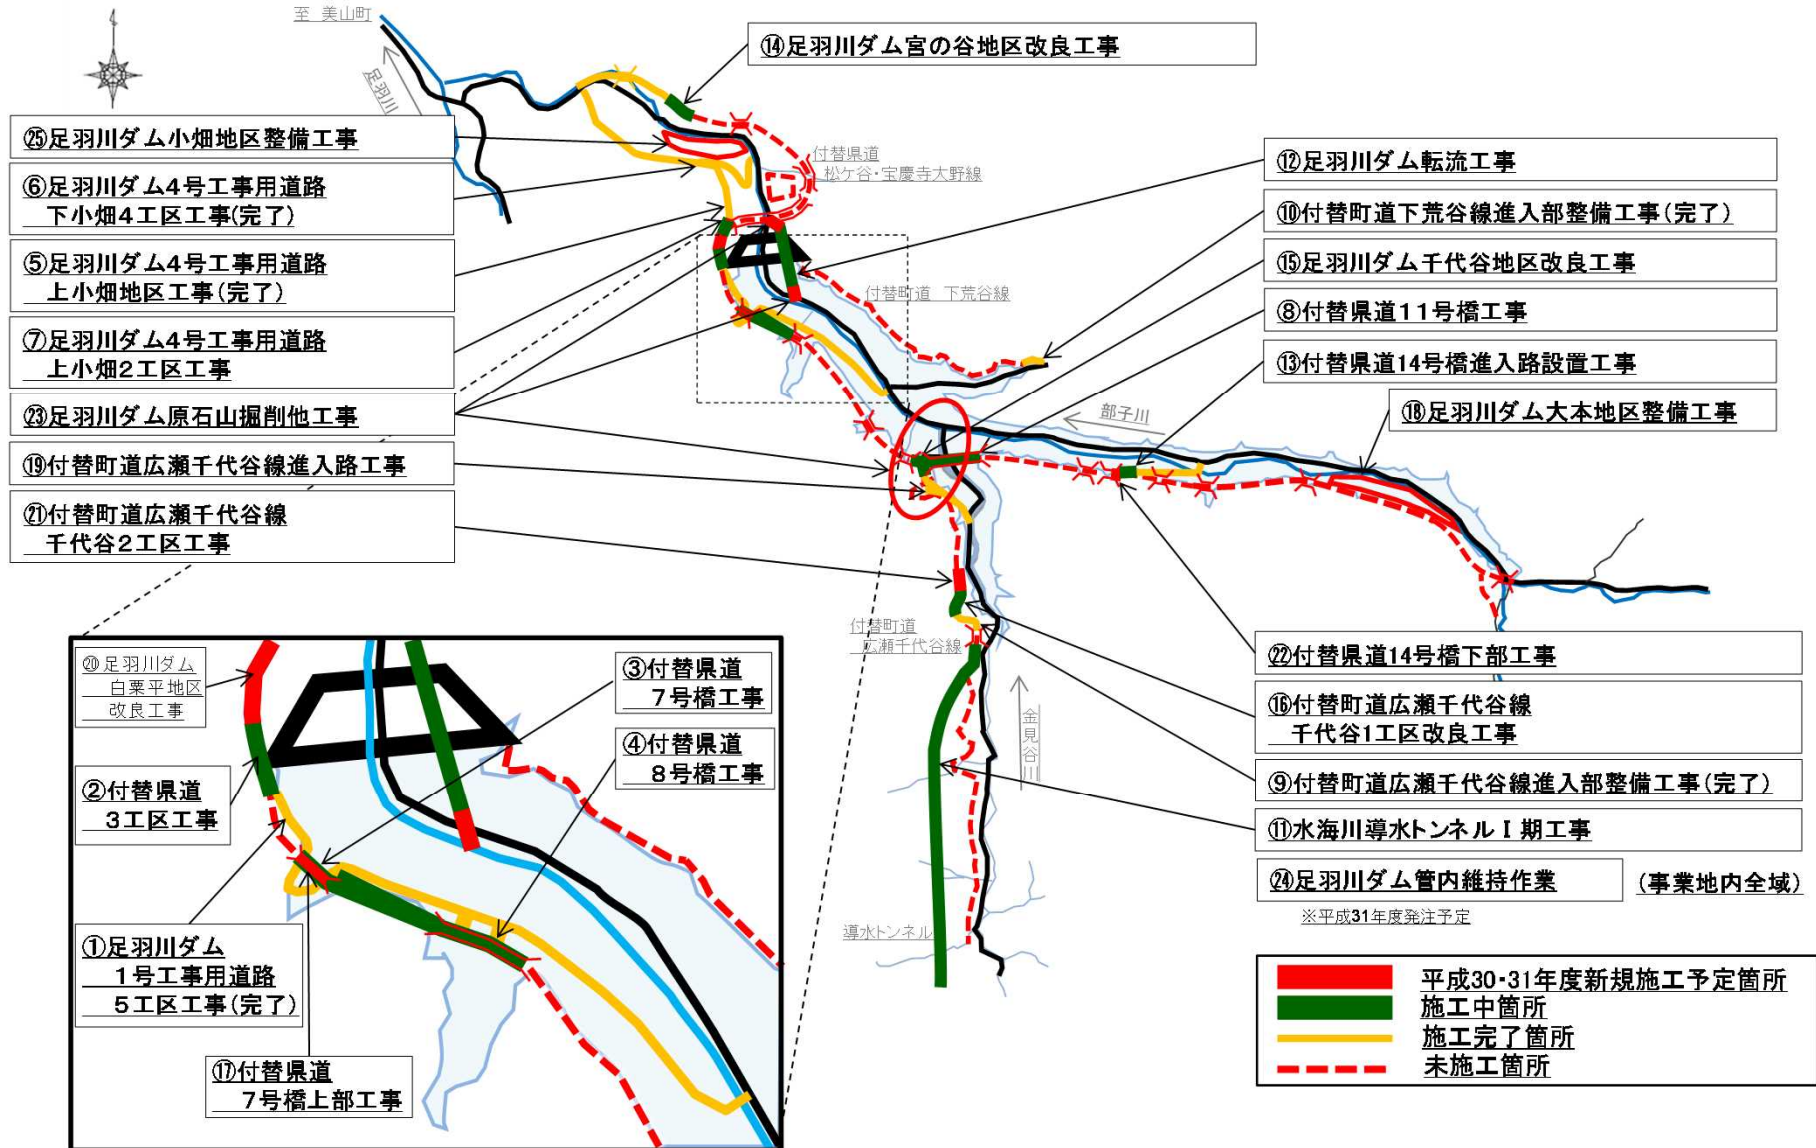 至 美山町
足羽川
⑭足羽川ダム宮の谷地区改良工事
㉕足羽川ダム小畑地区整備工事
⑥足羽川ダム4号工事用道路
下小畑4工区工事(完了)
⑤足羽川ダム4号工事用道路
上小畑地区工事(完了)
⑦足羽川ダム4号工事用道路
上小畑2工区工事
㉓足羽川ダム原石山掘削他工事
⑲付替町道広瀬千代谷線進入路工事
㉑付替町道広瀬千代谷線
千代谷2工区工事
付替県道
松ケ谷・宝慶寺大野線
付替町道 下荒谷線
部子川
⑫足羽川ダム転流工事
⑩付替町道下荒谷線進入部整備工事(完了)
⑮足羽川ダム千代谷地区改良工事
⑧付替県道11号橋工事
⑬付替県道14号橋進入路設置工事
⑱足羽川ダム大本地区整備工事
付替町道
広瀬千代谷線
金見谷川
導水トンネル
㉒付替県道14号橋下部工事
⑯付替町道広瀬千代谷線
千代谷1工区改良工事
⑨付替町道広瀬千代谷線進入部整備工事(完了)
⑪水海川導水トンネルⅠ期工事
㉔足羽川ダム管内維持作業
(事業地内全域)
※平成31年度発注予定
⑳足羽川ダム
白粟平地区
改良工事
②付替県道
3工区工事
③付替県道
7号橋工事
④付替県道
8号橋工事
①足羽川ダム
1号工事用道路
5工区工事(完了)
⑰付替県道
7号橋上部工事
平成30・31年度新規施工予定箇所
施工中箇所
施工完了箇所
未施工箇所